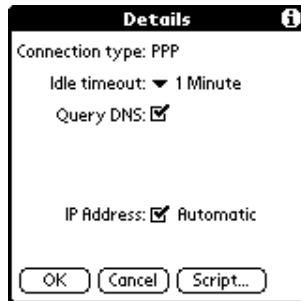 Details
Connection type: PPP
Idle timeout: 1 Minute
Query DNS:
IP Address: Automatic
OK Cancel Script...